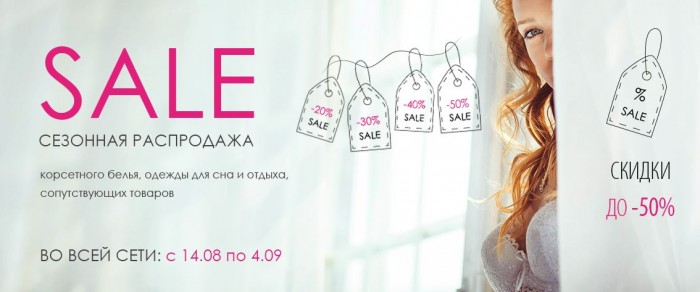 SALE
СЕЗОННАЯ РАСПРОДАЖА
корсетного белья, одежды для сна и отдыха,
сопутствующих товаров
ВО ВСЕЙ СЕТИ: с 14.08 по 4.09
-20%
SALE
-30%
SALE
-40%
SALE
-50%
SALE
%
SALE
СКИДКИ
ДО -50%